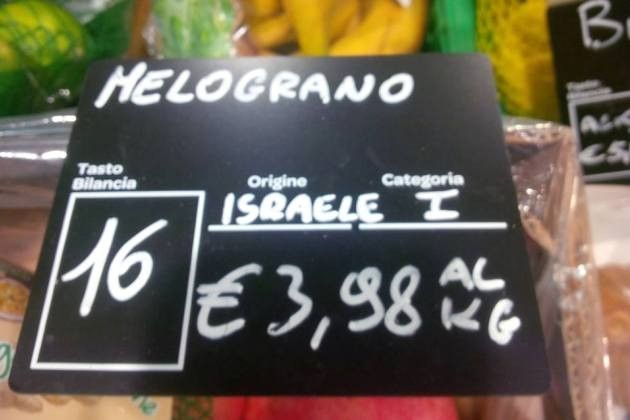 MELOGRANO
Tasto
Bilancia
Origine
Categoria
ISRAELE I
16
€ 3,98 AL
KG